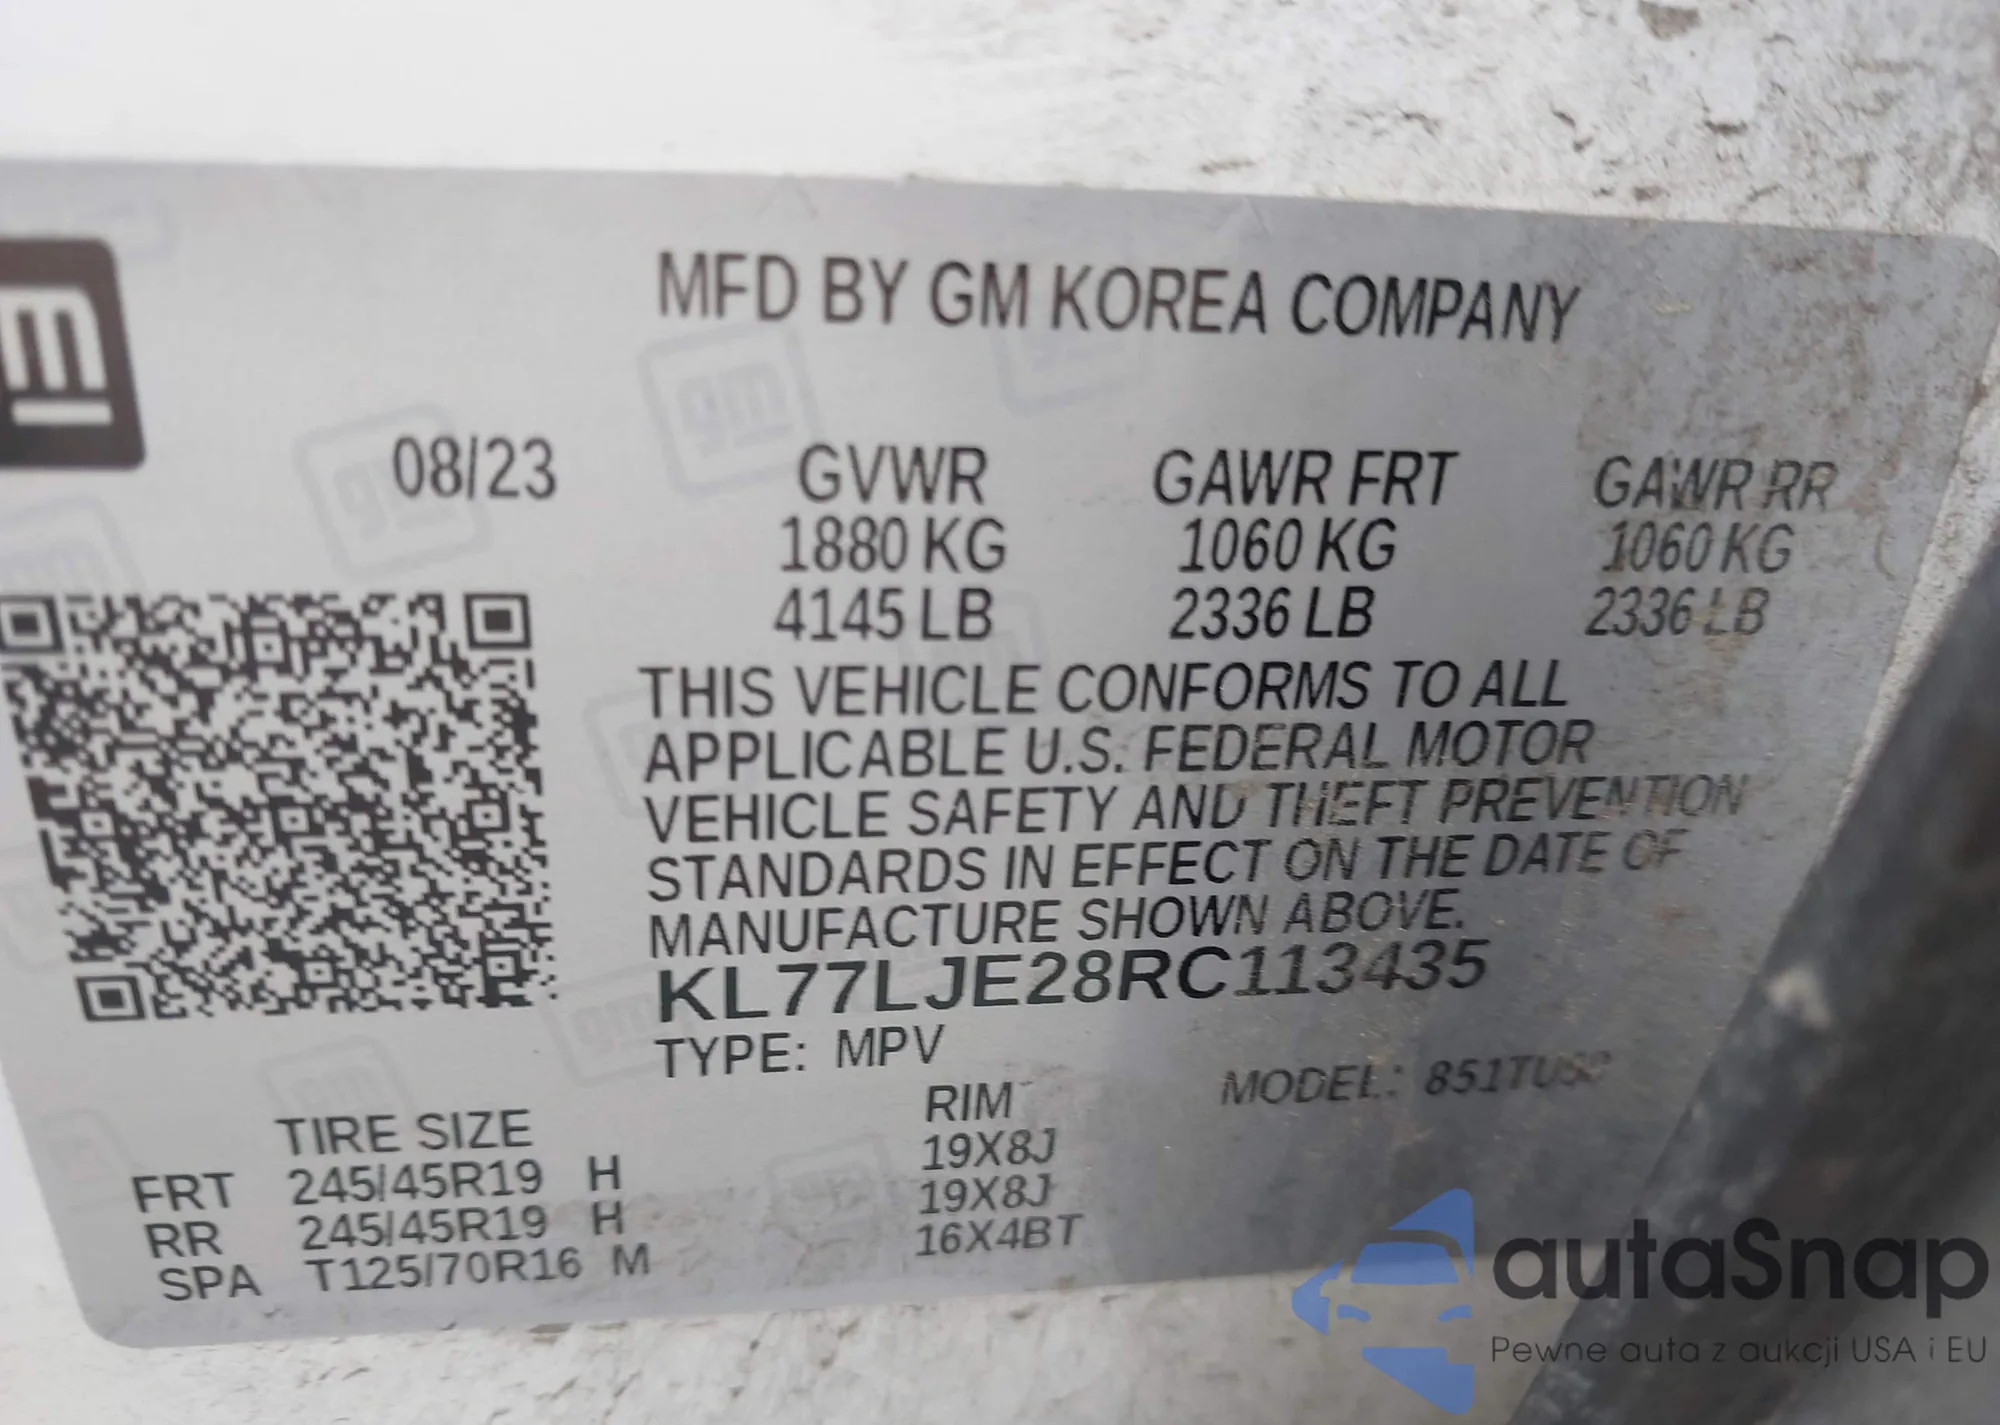 MFD BY GM KOREA COMPANY
08/23 GVWR GAWR FRT GAWR RR
1880 KG 1060 KG 1060 KG
4145 LB 2336 LB 2336 LB
THIS VEHICLE CONFORMS TO ALL
APPLICABLE U.S. FEDERAL MOTOR
VEHICLE SAFETY AND THEFT PREVENTION
STANDARDS IN EFFECT ON THE DATE OF
MANUFACTURE SHOWN ABOVE.
KL77LJE28RC113435
TYPE: MPV
MODEL:
TIRE SIZE RIM
FRT 245/45R19 H 19X8J
RR 245/45R19 H 19X8J
SPA T125/70R16 M 16X4BT
gm
gm
autaSnap
Pewne auta z aukcji USA i EU